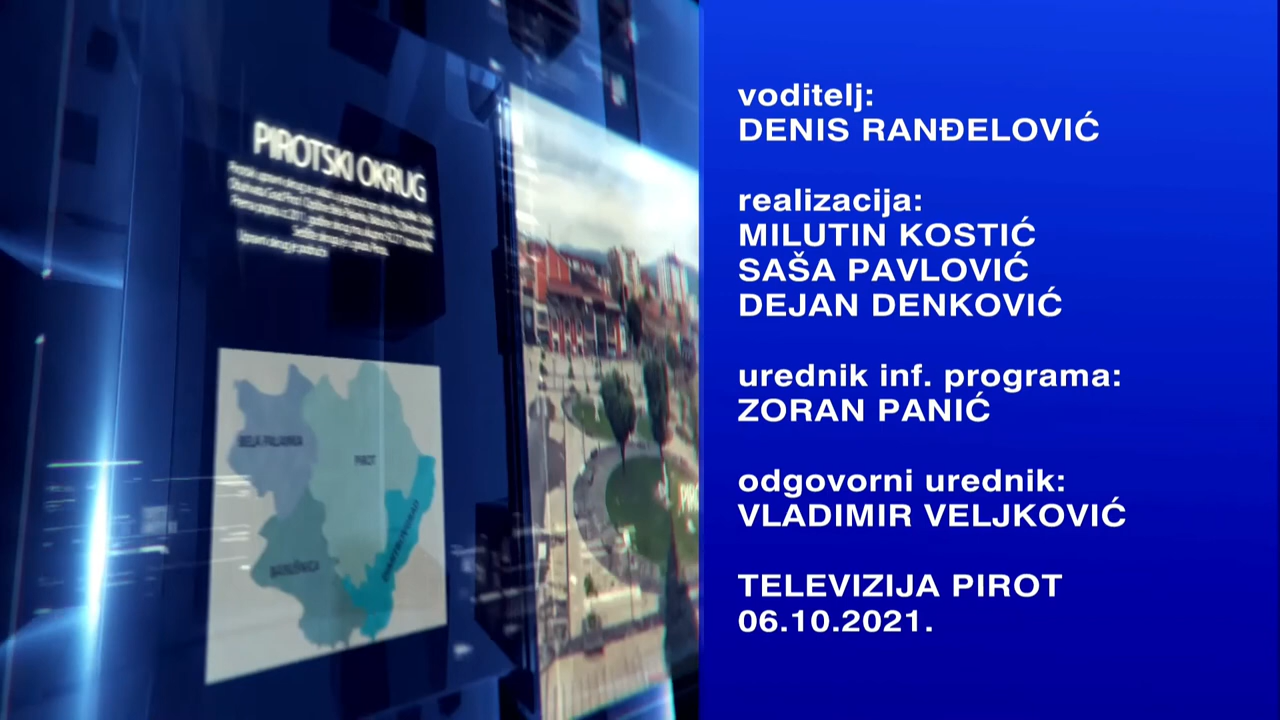 PIROTSKI OKRUG
BELA PALANKA
PIROT
BABUŠNICA
DIMITROVGRAD
voditelj:
DENIS RANĐELOVIĆ
realizacija:
MILUTIN KOSTIĆ
SAŠA PAVLOVIĆ
DEJAN DENKOVIĆ
urednik inf. programa:
ZORAN PANIĆ
odgovorni urednik:
VLADIMIR VELJKOVIĆ
TELEVIZIJA PIROT
06.10.2021.